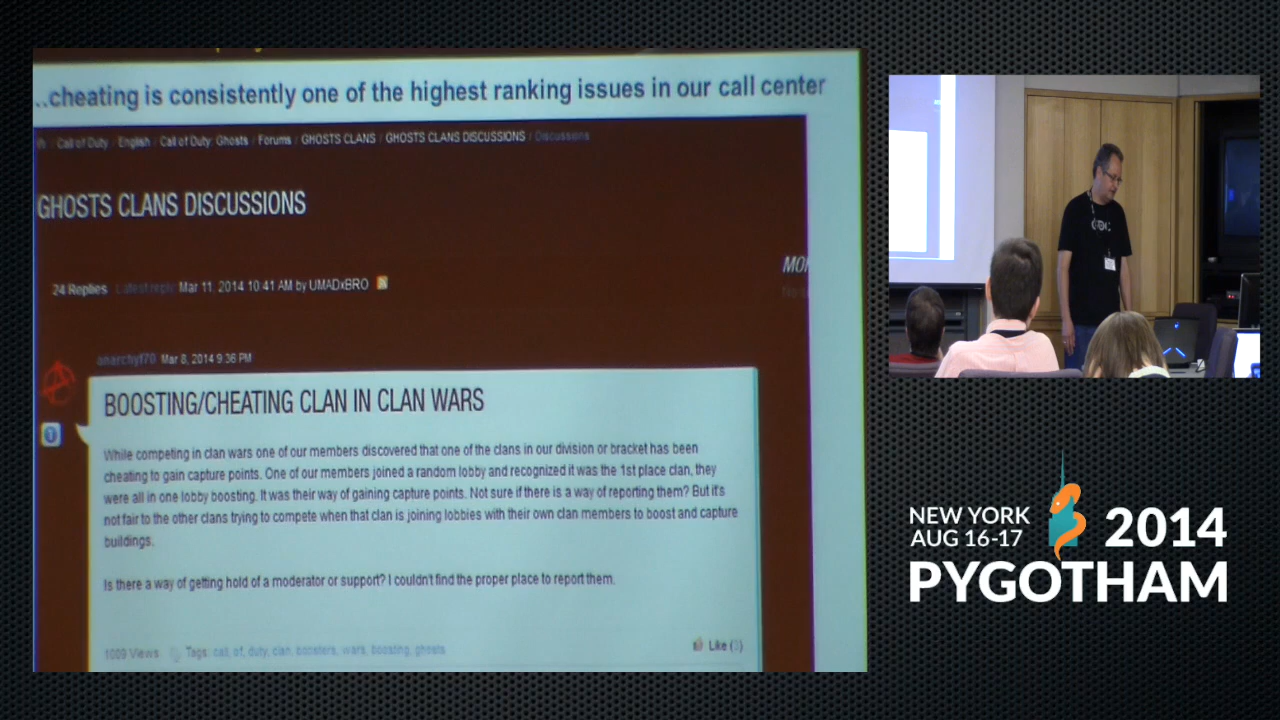 ..cheating is consistently one of the highest ranking issues in our call center
Call of Duty / English / Call of Duty: Ghosts / Forums / GHOSTS CLANS / GHOSTS CLANS DISCUSSIONS / Discussions
GHOSTS CLANS DISCUSSIONS
24 Replies Latest reply: Mar 11, 2014 10:41 AM by UMADxBRO
anarchyf70 Mar 8, 2014 9:36 PM
BOOSTING/CHEATING CLAN IN CLAN WARS
While competing in clan wars one of our members discovered that one of the clans in our division or bracket has been
cheating to gain capture points. One of our members joined a random lobby and recognized it was the 1st place clan, they
were all in one lobby boosting. It was their way of gaining capture points. Not sure if there is a way of reporting them? But it's
not fair to the other clans trying to compete when that clan is joining lobbies with their own clan members to boost and capture
buildings.
Is there a way of getting hold of a moderator or support? I couldn't find the proper place to report them.
1009 Views Tags: call, of, duty, clan, boosters, wars, boosting, ghosts
Like
NEW YORK
AUG 16-17
2014
PYGOTHAM